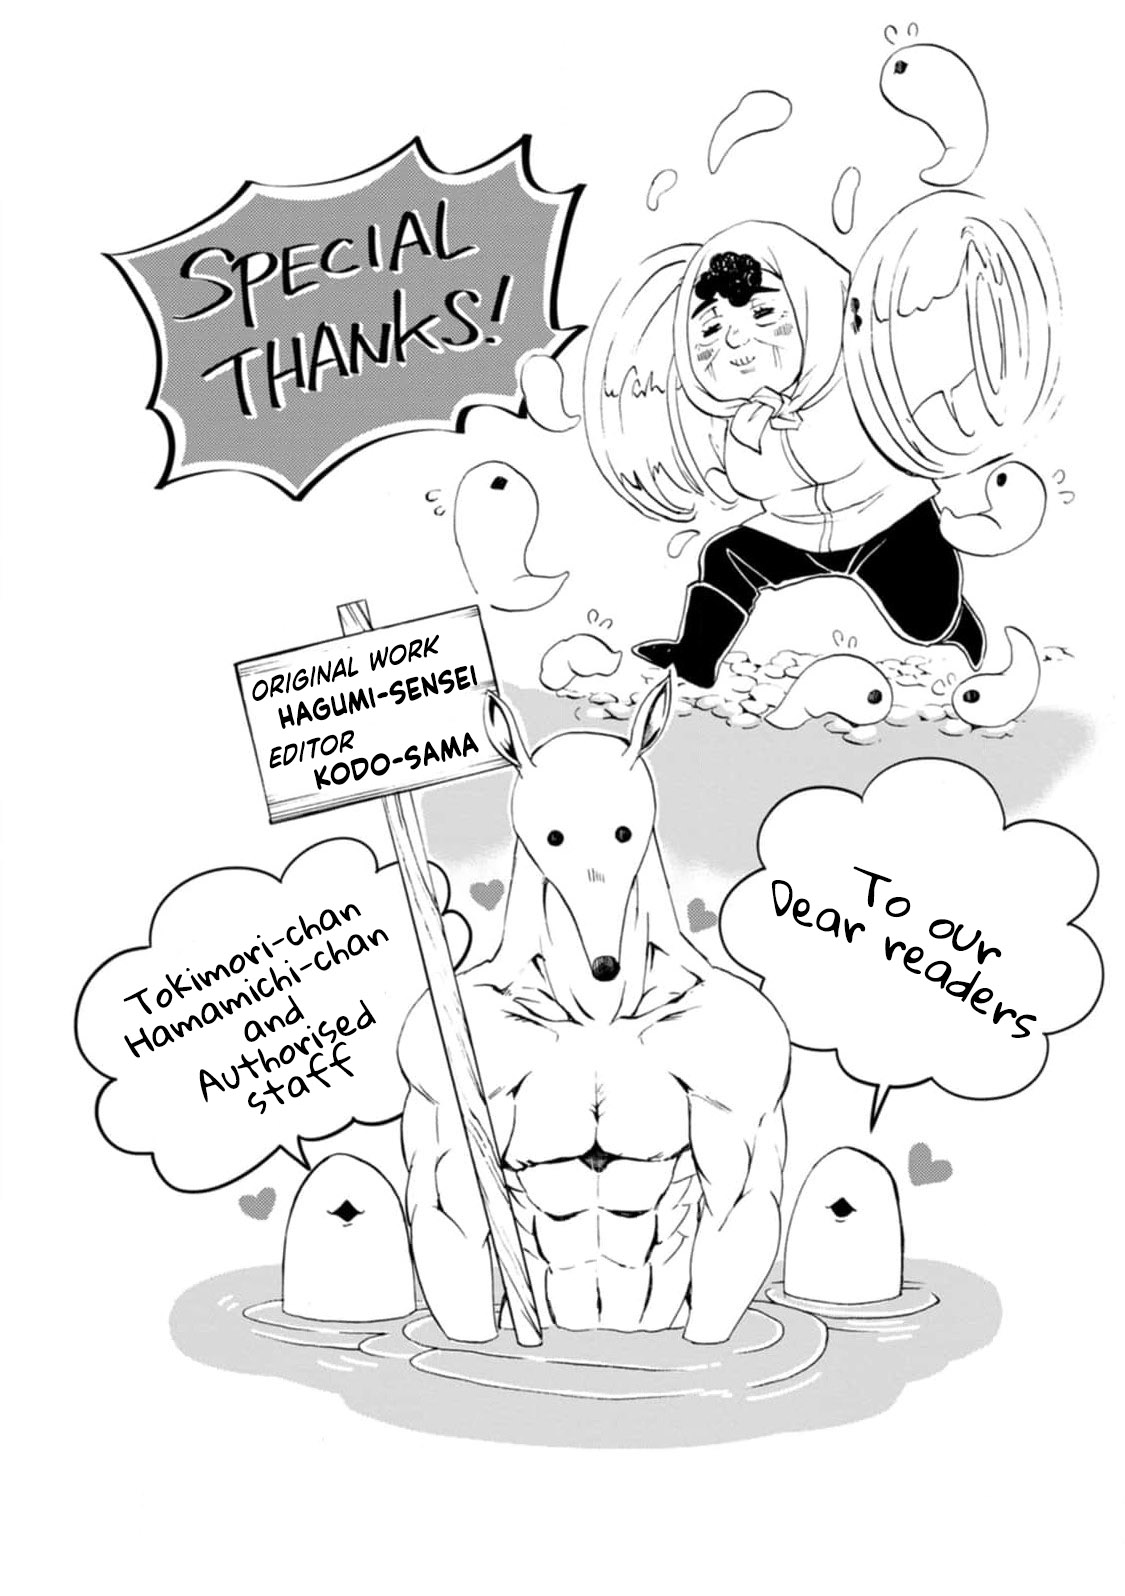 SPECIAL
THANKS!
ORIGINAL WORK
HAGUMI-SENSEI
EDITOR
KODO-SAMA
To our
Dear readers
Tokimori-chan
Hamamichi-chan
and
Authorised
staff